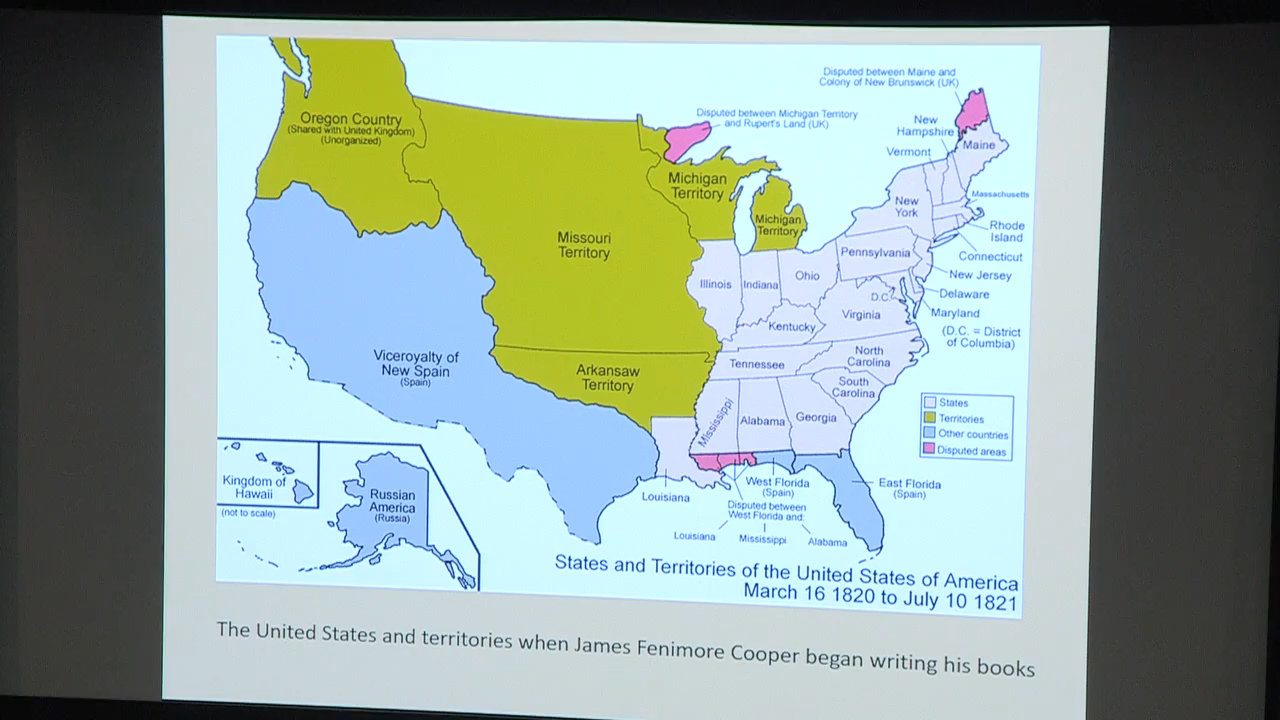 Disputed between Maine and
Colony of New Brunswick (UK)
Disputed between Michigan Territory
and Rupert's Land (UK)
Oregon Country
(Shared with United Kingdom)
(Unorganized)
New
Hampshire
Vermont
Maine
Michigan
Territory
Massachusetts
New
York
Michigan
Territory
Rhode
Island
Missouri
Territory
Pennsylvania
Connecticut
New Jersey
Illinois
Indiana
Ohio
Delaware
D.C.
Maryland
Virginia
Kentucky
(D.C. = District
of Columbia)
Viceroyalty of
New Spain
(Spain)
Arkansaw
Territory
Tennessee
North
Carolina
South
Carolina
Mississippi
Alabama
Georgia
States
Territories
Other countries
Disputed areas
Kingdom of
Hawaii
(not to scale)
Russian
America
(Russia)
Louisiana
West Florida
(Spain)
East Florida
(Spain)
Disputed between
West Florida and:
Louisiana
Mississippi
Alabama
States and Territories of the United States of America
March 16 1820 to July 10 1821
The United States and territories when James Fenimore Cooper began writing his books